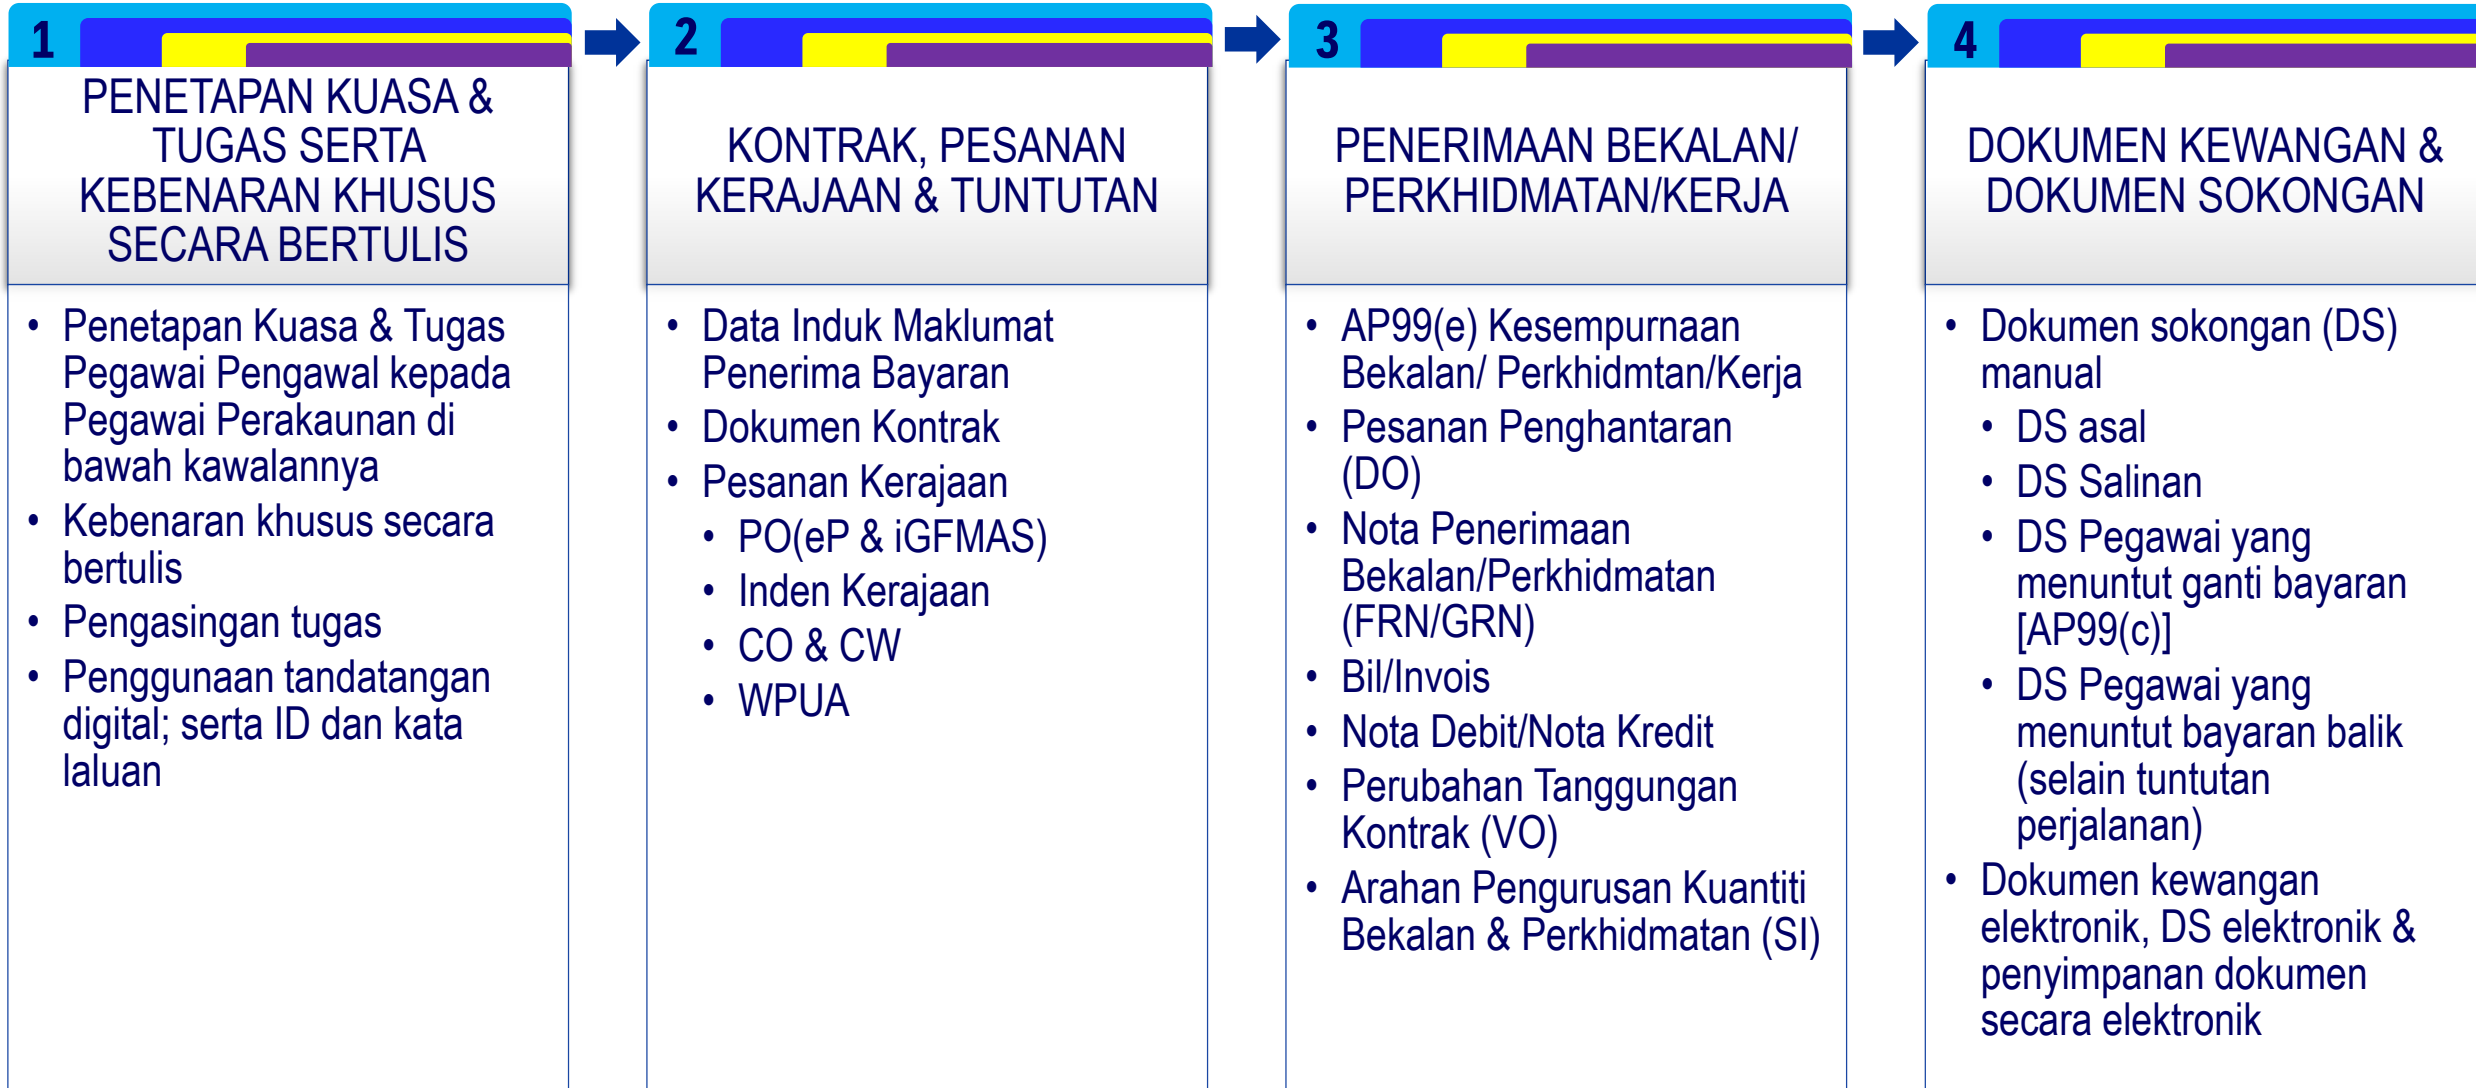 1
PENETAPAN KUASA &
TUGAS SERTA
KEBENARAN KHUSUS
SECARA BERTULIS
• Penetapan Kuasa & Tugas
Pegawai Pengawal kepada
Pegawai Perakaunan di
bawah kawalannya
• Kebenaran khusus secara
bertulis
• Pengasingan tugas
• Penggunaan tandatangan
digital; serta ID dan kata
laluan
2
KONTRAK, PESANAN
KERAJAAN & TUNTUTAN
• Data Induk Maklumat
Penerima Bayaran
• Dokumen Kontrak
• Pesanan Kerajaan
• PO(eP & iGFMAS)
• Inden Kerajaan
• CO & CW
• WPUA
3
PENERIMAAN BEKALAN/
PERKHIDMATAN/KERJA
• AP99(e) Kesempurnaan
Bekalan/ Perkhidmtan/Kerja
• Pesanan Penghantaran
(DO)
• Nota Penerimaan
Bekalan/Perkhidmatan
(FRN/GRN)
• Bil/Invois
• Nota Debit/Nota Kredit
• Perubahan Tanggungan
Kontrak (VO)
• Arahan Pengurusan Kuantiti
Bekalan & Perkhidmatan (SI)
4
DOKUMEN KEWANGAN &
DOKUMEN SOKONGAN
• Dokumen sokongan (DS)
manual
• DS asal
• DS Salinan
• DS Pegawai yang
menuntut ganti bayaran
[AP99(c)]
• DS Pegawai yang
menuntut bayaran balik
(selain tuntutan
perjalanan)
• Dokumen kewangan
elektronik, DS elektronik &
penyimpanan dokumen
secara elektronik